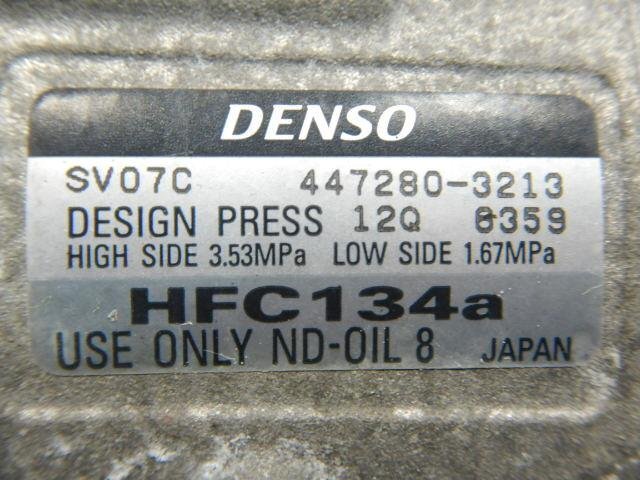 DENSO
SV07C 447280-3213
DESIGN PRESS 12Q 6359
HIGH SIDE 3.53MPa LOW SIDE 1.67MPa
HFC134a
USE ONLY ND-OIL 8 JAPAN